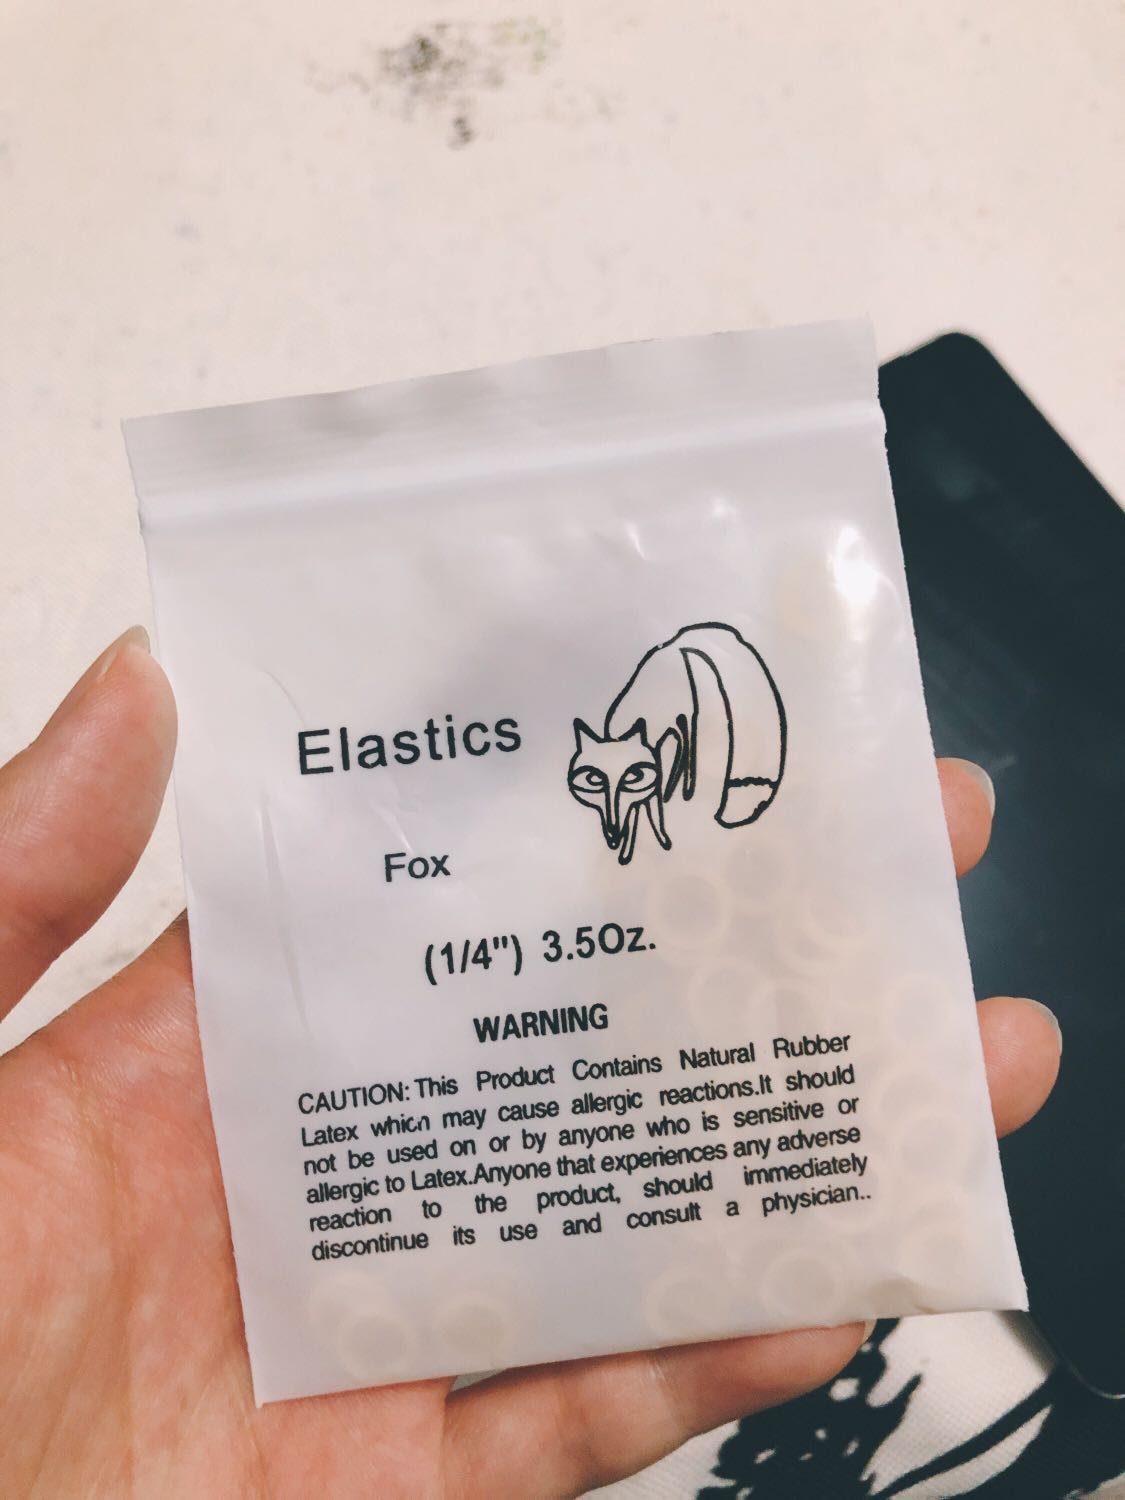 Elastics
Fox
(1/4") 3.5Oz.
WARNING
CAUTION: This Product Contains Natural Rubber
Latex which may cause allergic reactions.It should
not be used on or by anyone who is sensitive or
allergic to Latex.Anyone that experiences any adverse
reaction to the product, should immediately
discontinue its use and consult a physician..